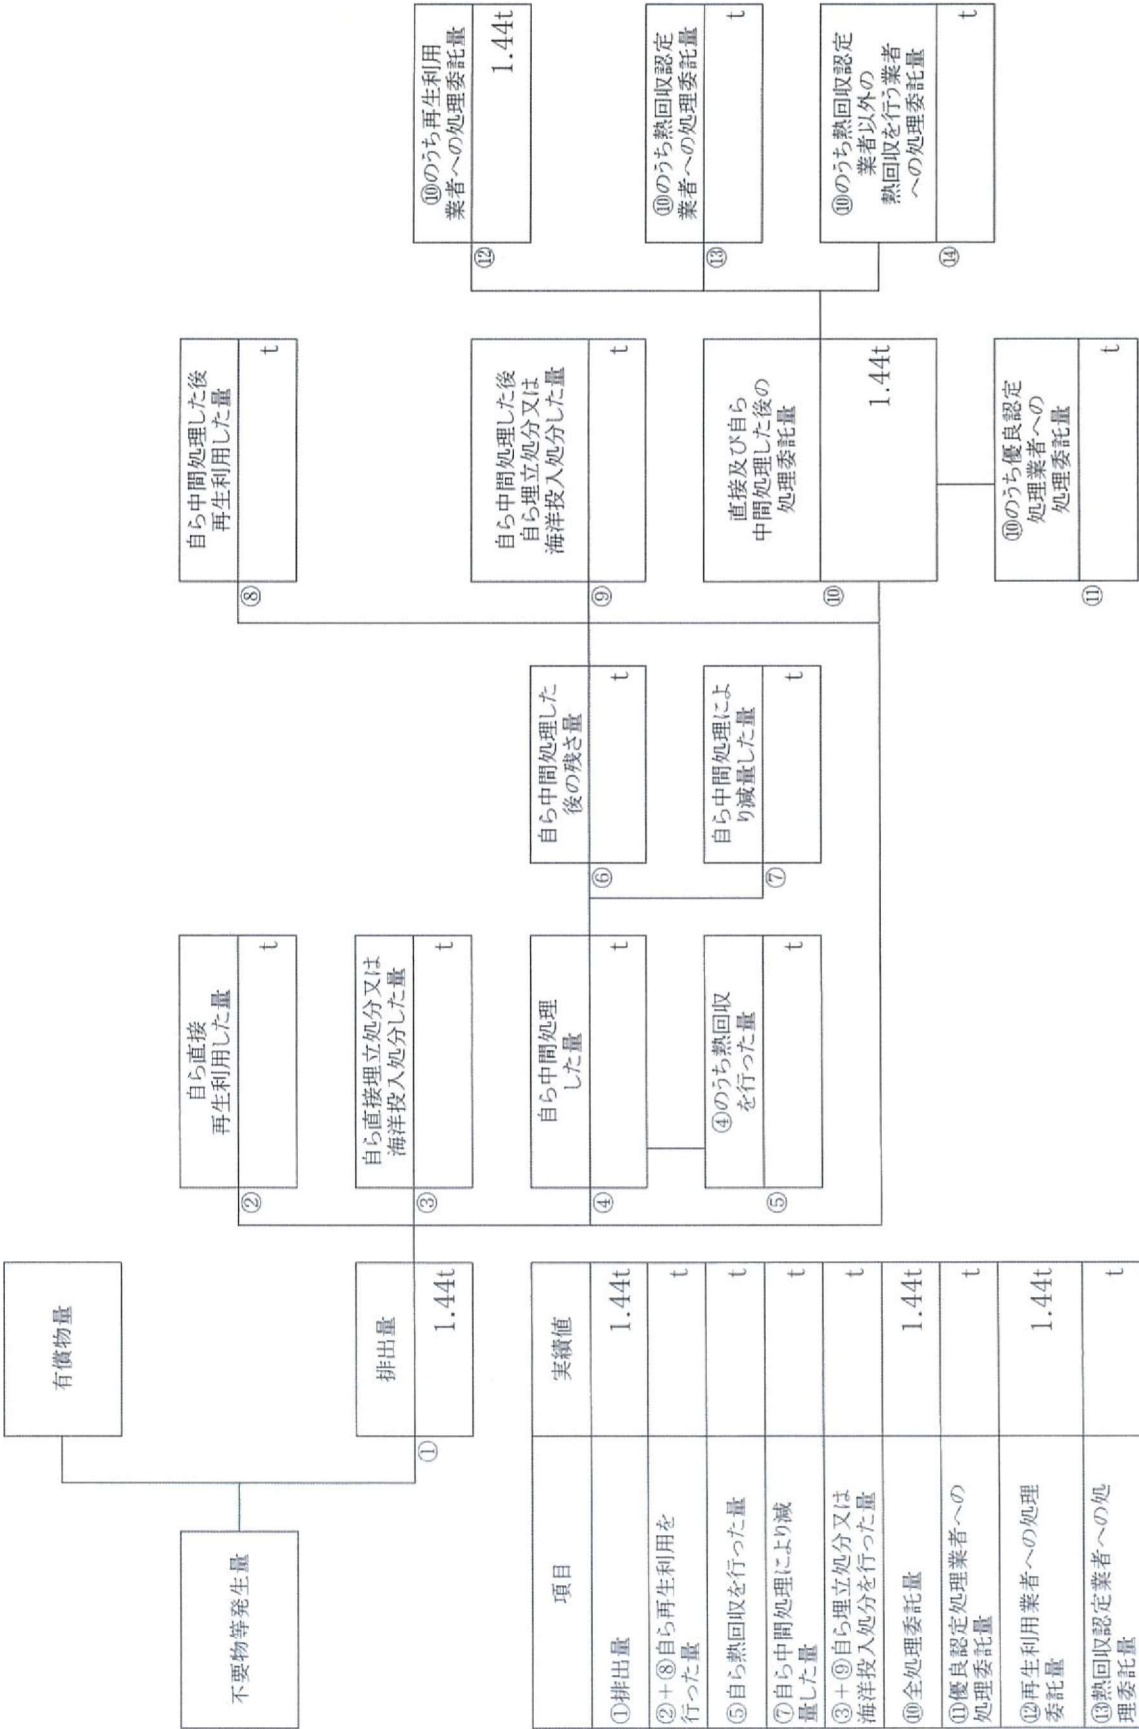 不要物等発生量
有償物量
排出量
①
1.44t
自ら直接
再生利用した量
②
t
自ら直接埋立処分又は
海洋投入処分した量
③
t
自ら中間処理
した量
④
t
④のうち熱回収
を行った量
⑤
t
自ら中間処理した
後の残さ量
⑥
t
自ら中間処理によ
り減量した量
⑦
t
自ら中間処理した後
再生利用した量
⑧
t
自ら中間処理した後
自ら埋立処分又は
海洋投入処分した量
⑨
t
直接及び自ら
中間処理した後の
処理委託量
⑩
1.44t
⑩のうち優良認定
処理業者への
処理委託量
⑪
t
⑩のうち再生利用
業者への処理委託量
⑫
1.44t
⑩のうち熱回収認定
業者への処理委託量
⑬
t
⑩のうち熱回収認定
業者以外の
熱回収を行う業者
への処理委託量
⑭
t
項目
実績値
①排出量
1.44t
②+⑧自ら再生利用を
行った量
t
⑤自ら熱回収を行った量
t
⑦自ら中間処理により減
量した量
t
③+⑨自ら埋立処分又は
海洋投入処分を行った量
t
⑩全処理委託量
1.44t
⑪優良認定処理業者への
処理委託量
t
⑫再生利用業者への処理
委託量
1.44t
⑬熱回収認定業者への処
理委託量
t